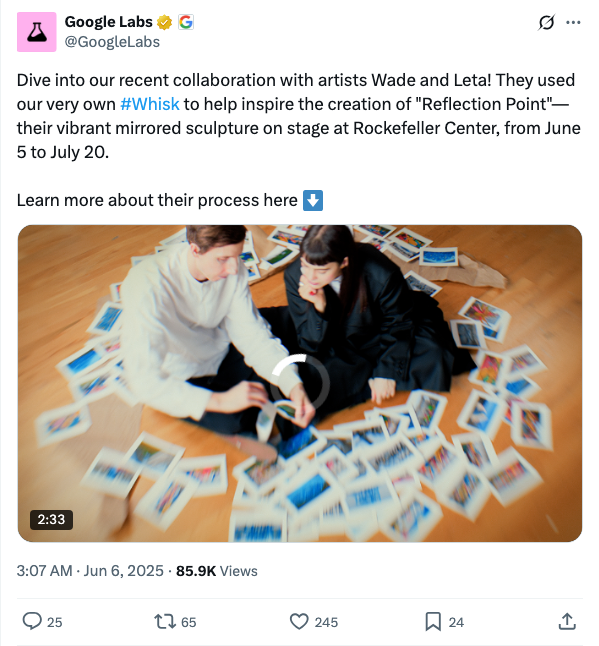 Google Labs
@GoogleLabs
Dive into our recent collaboration with artists Wade and Leta! They used
our very own #Whisk to help inspire the creation of "Reflection Point"—
their vibrant mirrored sculpture on stage at Rockefeller Center, from June
5 to July 20.
Learn more about their process here ⬇️
2:33
3:07 AM · Jun 6, 2025 · 85.9K Views
25 65 245 24